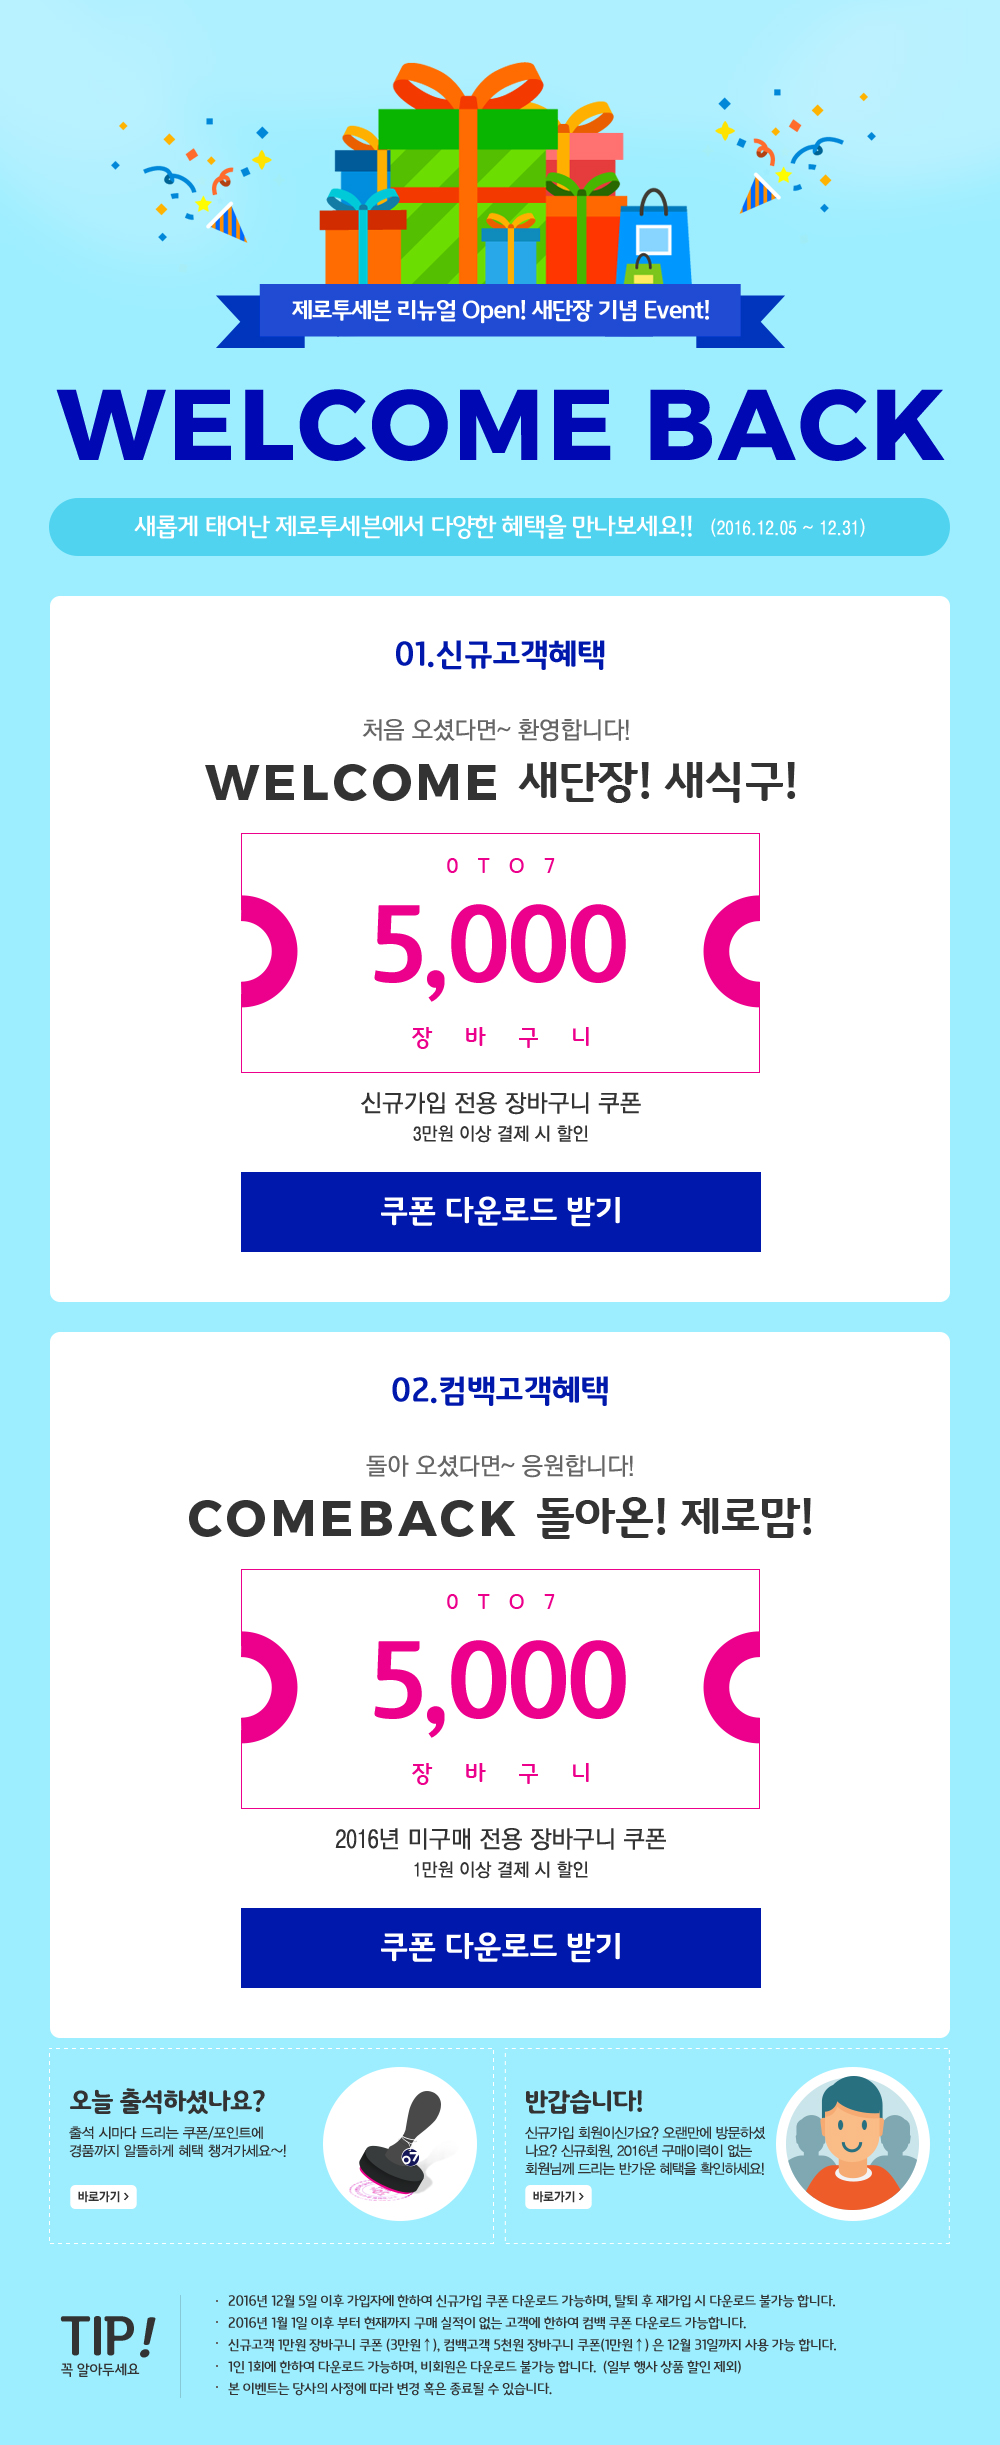 제로투세븐 리뉴얼 Open! 새단장 기념 Event!
WELCOME BACK
새롭게 태어난 제로투세븐에서 다양한 혜택을 만나보세요!! (2016.12.05 ~ 12.31)
01.신규고객혜택
처음 오셨다면~ 환영합니다!
WELCOME 새단장! 새식구!
0 T O 7
5,000
장 바 구 니
신규가입 전용 장바구니 쿠폰
3만원 이상 결제 시 할인
쿠폰 다운로드 받기
02.컴백고객혜택
돌아 오셨다면~ 응원합니다!
COMEBACK 돌아온! 제로맘!
0 T O 7
5,000
장 바 구 니
2016년 미구매 전용 장바구니 쿠폰
1만원 이상 결제 시 할인
쿠폰 다운로드 받기
오늘 출석하셨나요?
출석 시마다 드리는 쿠폰/포인트에
경품까지 알뜰하게 혜택 챙겨가세요~!
바로가기 >
반갑습니다!
신규가입 회원이신가요? 오랜만에 방문하셨
나요? 신규회원, 2016년 구매이력이 없는
회원님께 드리는 반가운 혜택을 확인하세요!
바로가기 >
TIP!
꼭 알아두세요
· 2016년 12월 5일 이후 가입자에 한하여 신규가입 쿠폰 다운로드 가능하며, 탈퇴 후 재가입 시 다운로드 불가능 합니다.
· 2016년 1월 1일 이후 부터 현재까지 구매 실적이 없는 고객에 한하여 컴백 쿠폰 다운로드 가능합니다.
· 신규고객 1만원 장바구니 쿠폰 (3만원↑), 컴백고객 5천원 장바구니 쿠폰(1만원↑) 은 12월 31일까지 사용 가능 합니다.
· 1인 1회에 한하여 다운로드 가능하며, 비회원은 다운로드 불가능 합니다. (일부 행사 상품 할인 제외)
· 본 이벤트는 당사의 사정에 따라 변경 혹은 종료될 수 있습니다.